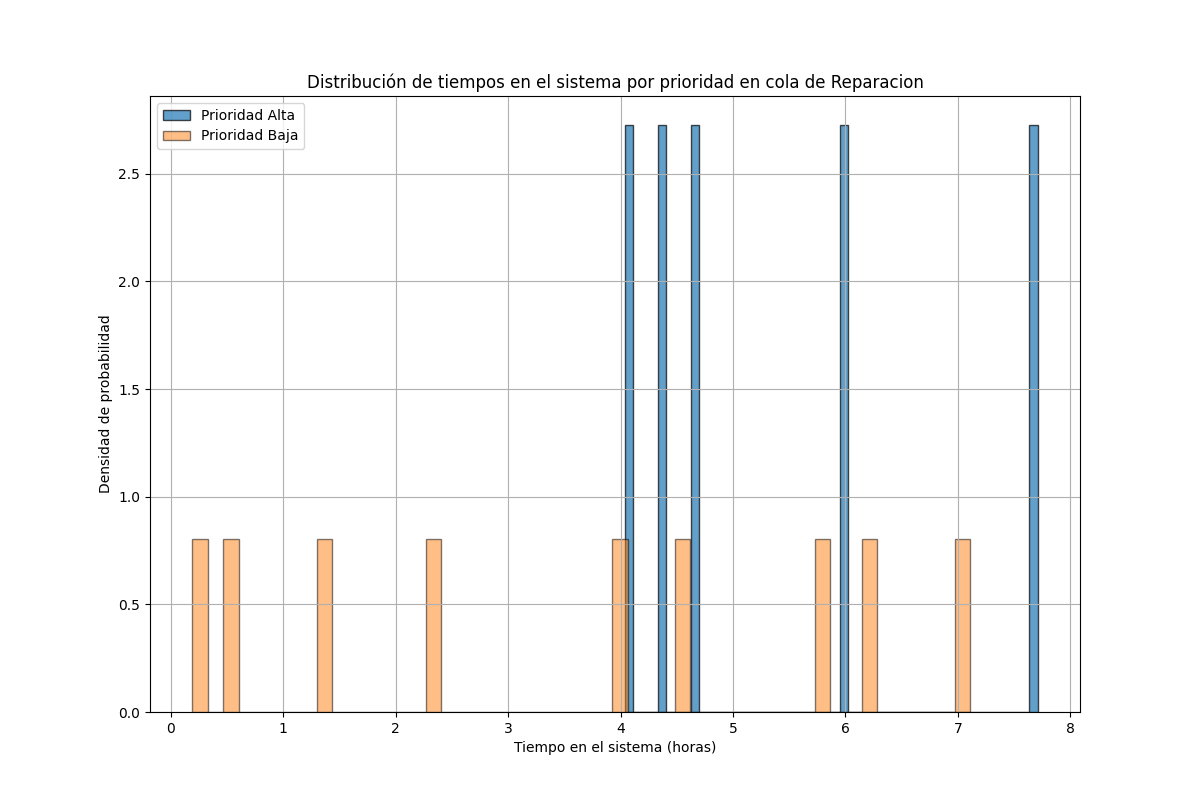 Distribución de tiempos en el sistema por prioridad en cola de Reparacion
Prioridad Alta
Prioridad Baja
Densidad de probabilidad
2.5
2.0
1.5
1.0
0.5
0.0
0 1 2 3 4 5 6 7 8
Tiempo en el sistema (horas)